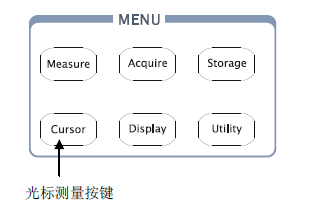 MENU
Measure Acquire Storage
Cursor Display Utility
光标测量按键